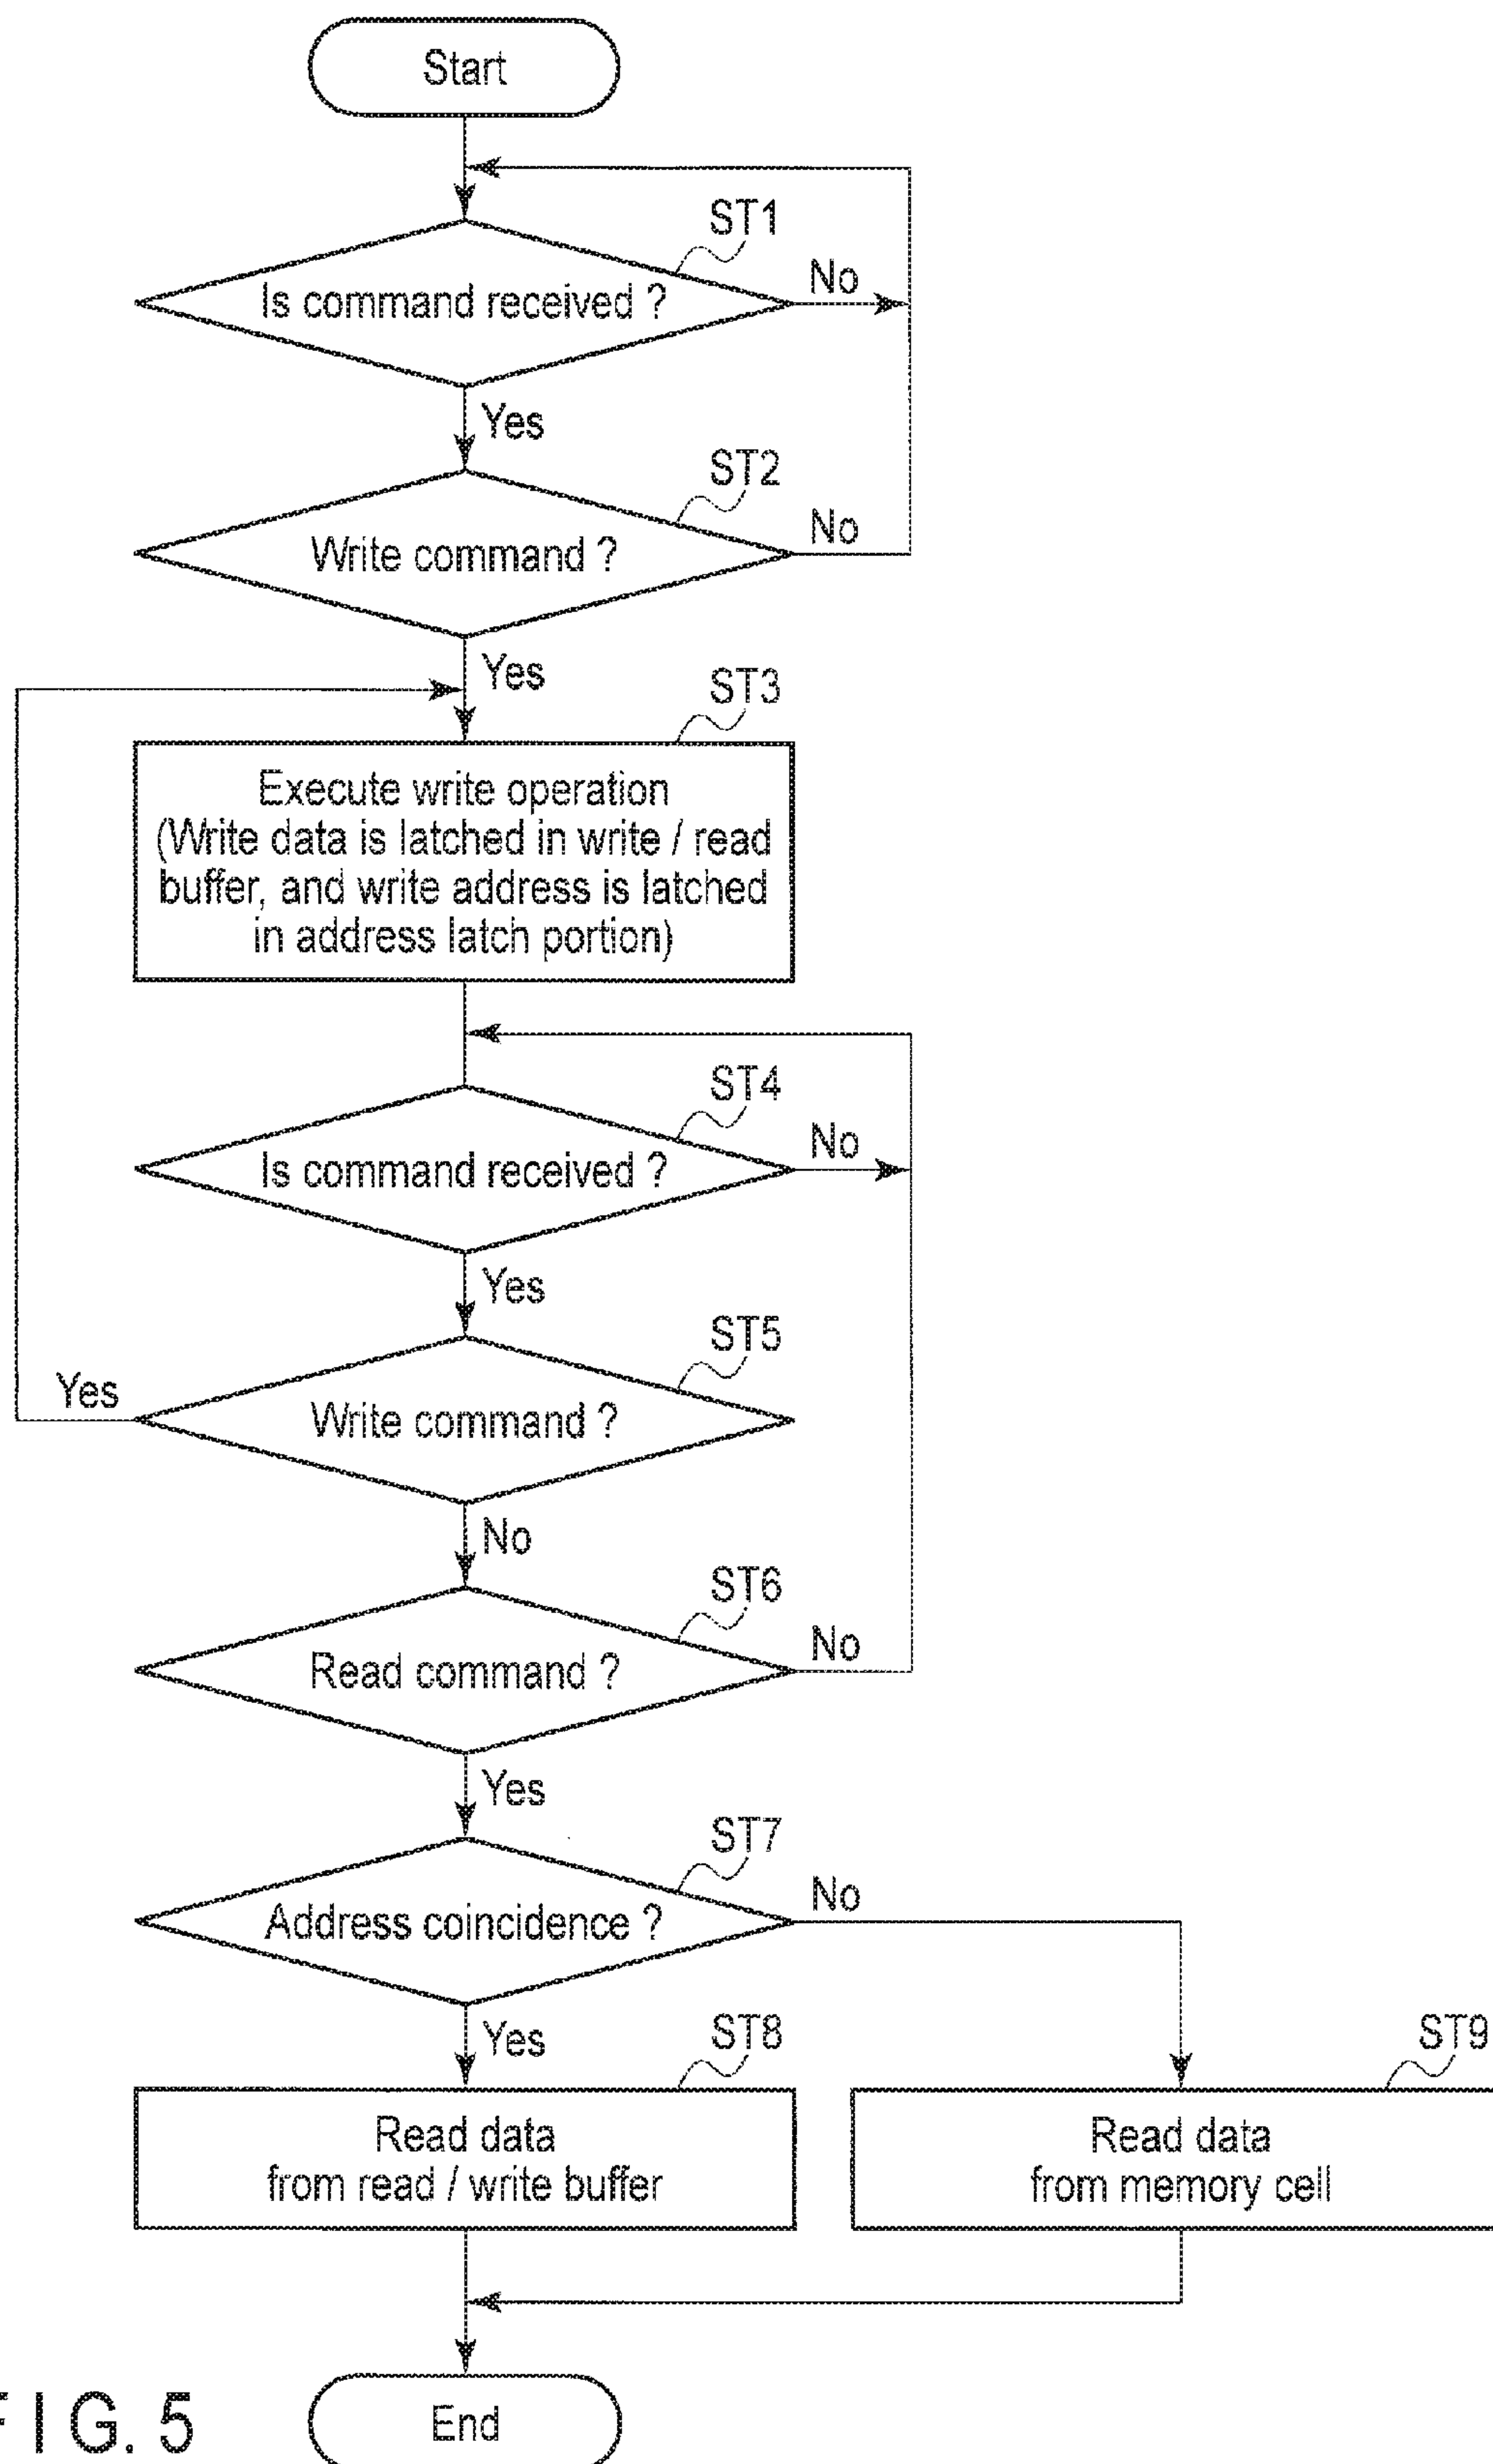 Start
ST1
Is command received ?
No
Yes
ST2
Write command ?
No
Yes
ST3
Execute write operation
(Write data is latched in write / read
buffer, and write address is latched
in address latch portion)
ST4
Is command received ?
No
Yes
ST5
Yes
Write command ?
No
ST6
Read command ?
No
Yes
ST7
Address coincidence ?
No
Yes
ST8
ST9
Read data
from read / write buffer
Read data
from memory cell
End
F I G. 5